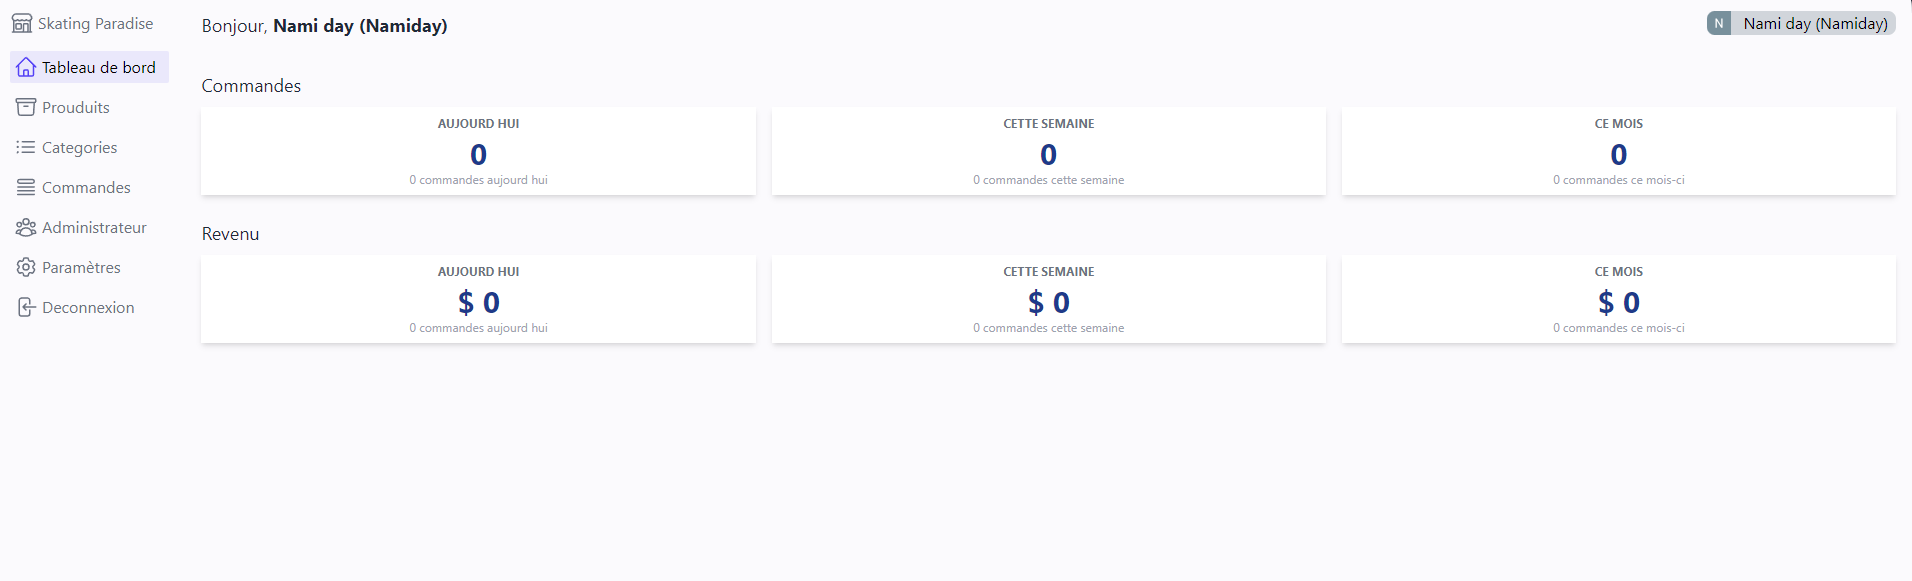 Skating Paradise
Tableau de bord
Prouduits
Categories
Commandes
Administrateur
Paramètres
Deconnexion
Bonjour, Nami day (Namiday)
N Nami day (Namiday)
Commandes
AUJOURD HUI
0
0 commandes aujourd hui
CETTE SEMAINE
0
0 commandes cette semaine
CE MOIS
0
0 commandes ce mois-ci
Revenu
AUJOURD HUI
$ 0
0 commandes aujourd hui
CETTE SEMAINE
$ 0
0 commandes cette semaine
CE MOIS
$ 0
0 commandes ce mois-ci